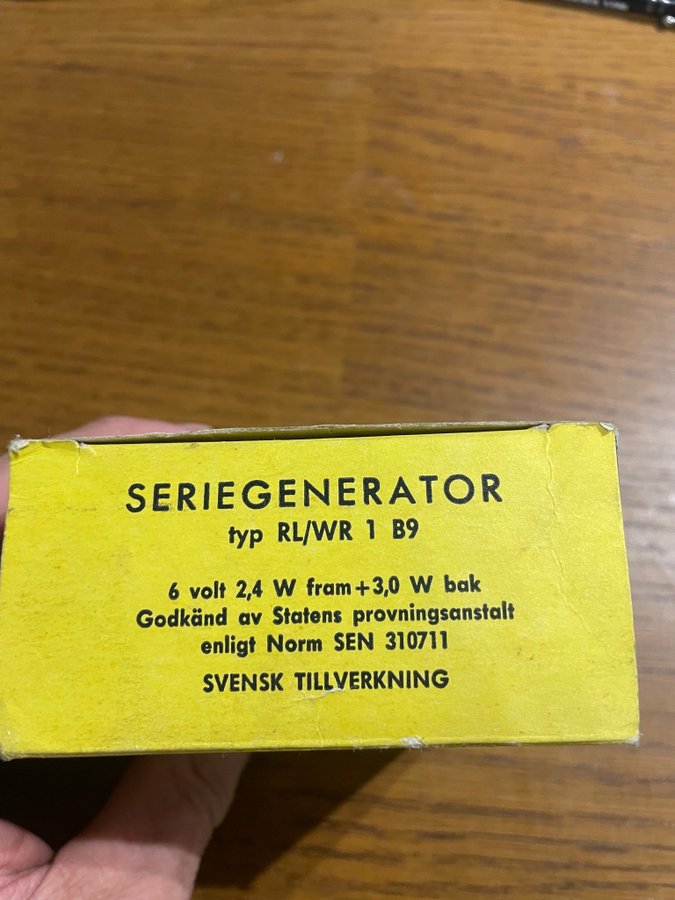 SERIEGENERATOR
typ RL/WR 1 B9
6 volt 2,4 W fram+3,0 W bak
Godkänd av Statens provningsanstalt
enligt Norm SEN 310711
SVENSK TILLVERKNING